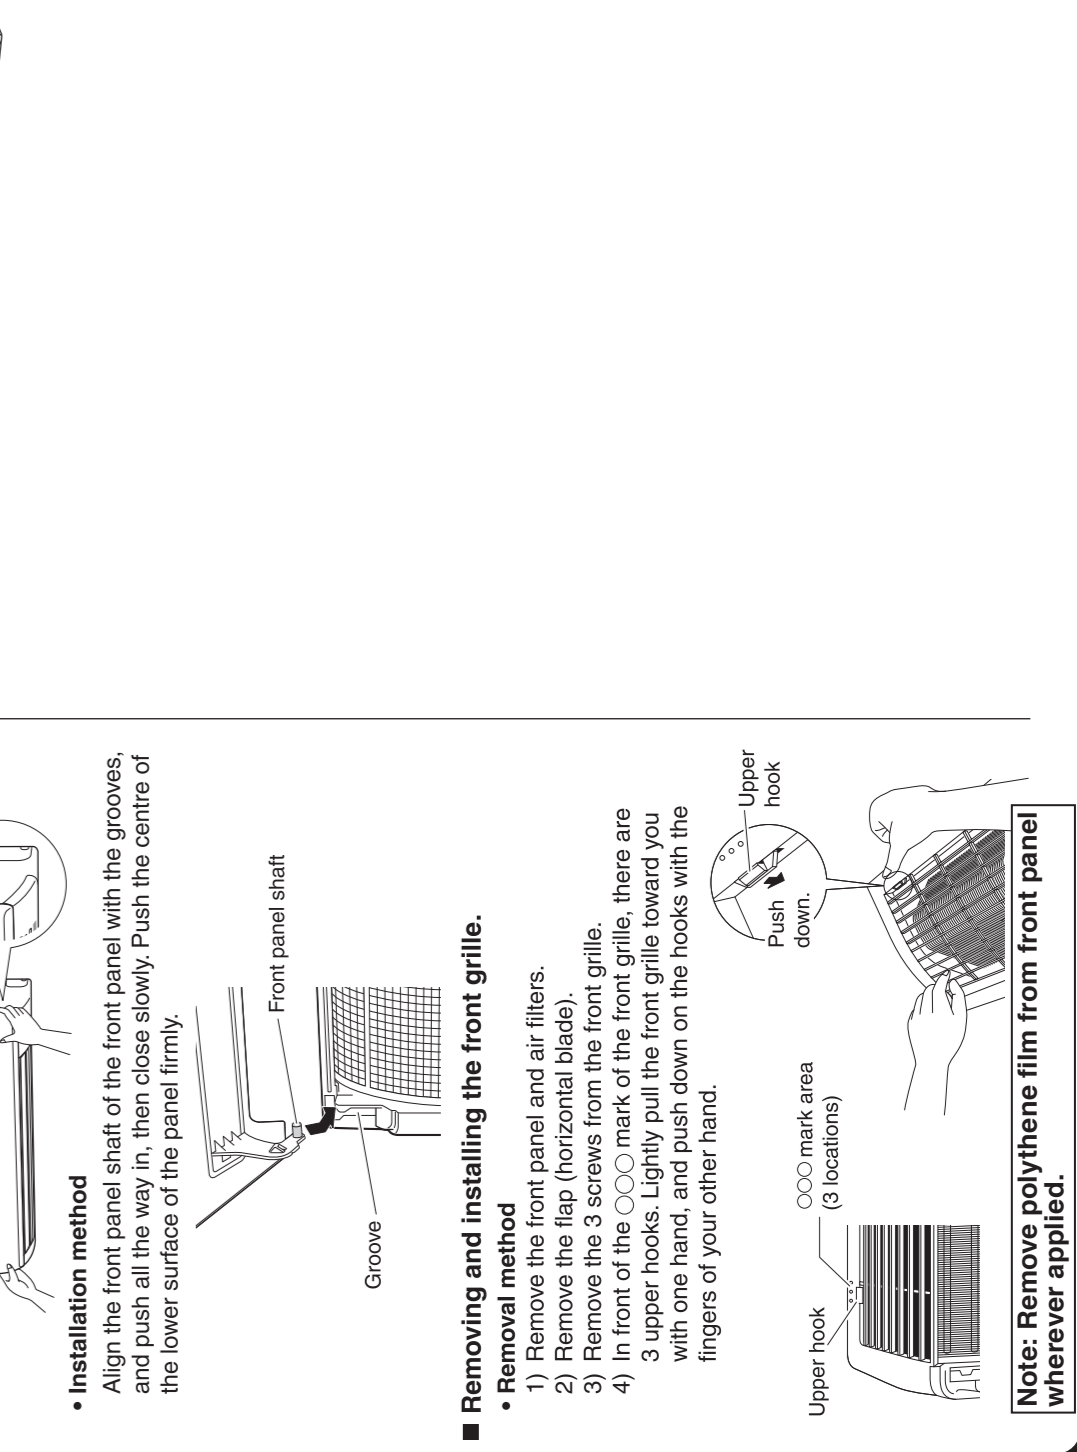 • Installation method
Align the front panel shaft of the front panel with the grooves,
and push all the way in, then close slowly. Push the centre of
the lower surface of the panel firmly.
Front panel shaft
Groove
■ Removing and installing the front grille.
• Removal method
1) Remove the front panel and air filters.
2) Remove the flap (horizontal blade).
3) Remove the 3 screws from the front grille.
4) In front of the ○○○ mark of the front grille, there are
3 upper hooks. Lightly pull the front grille toward you
with one hand, and push down on the hooks with the
fingers of your other hand.
Upper hook
○○○ mark area
(3 locations)
Push
down.
Upper
hook
Note: Remove polythene film from front panel
wherever applied.